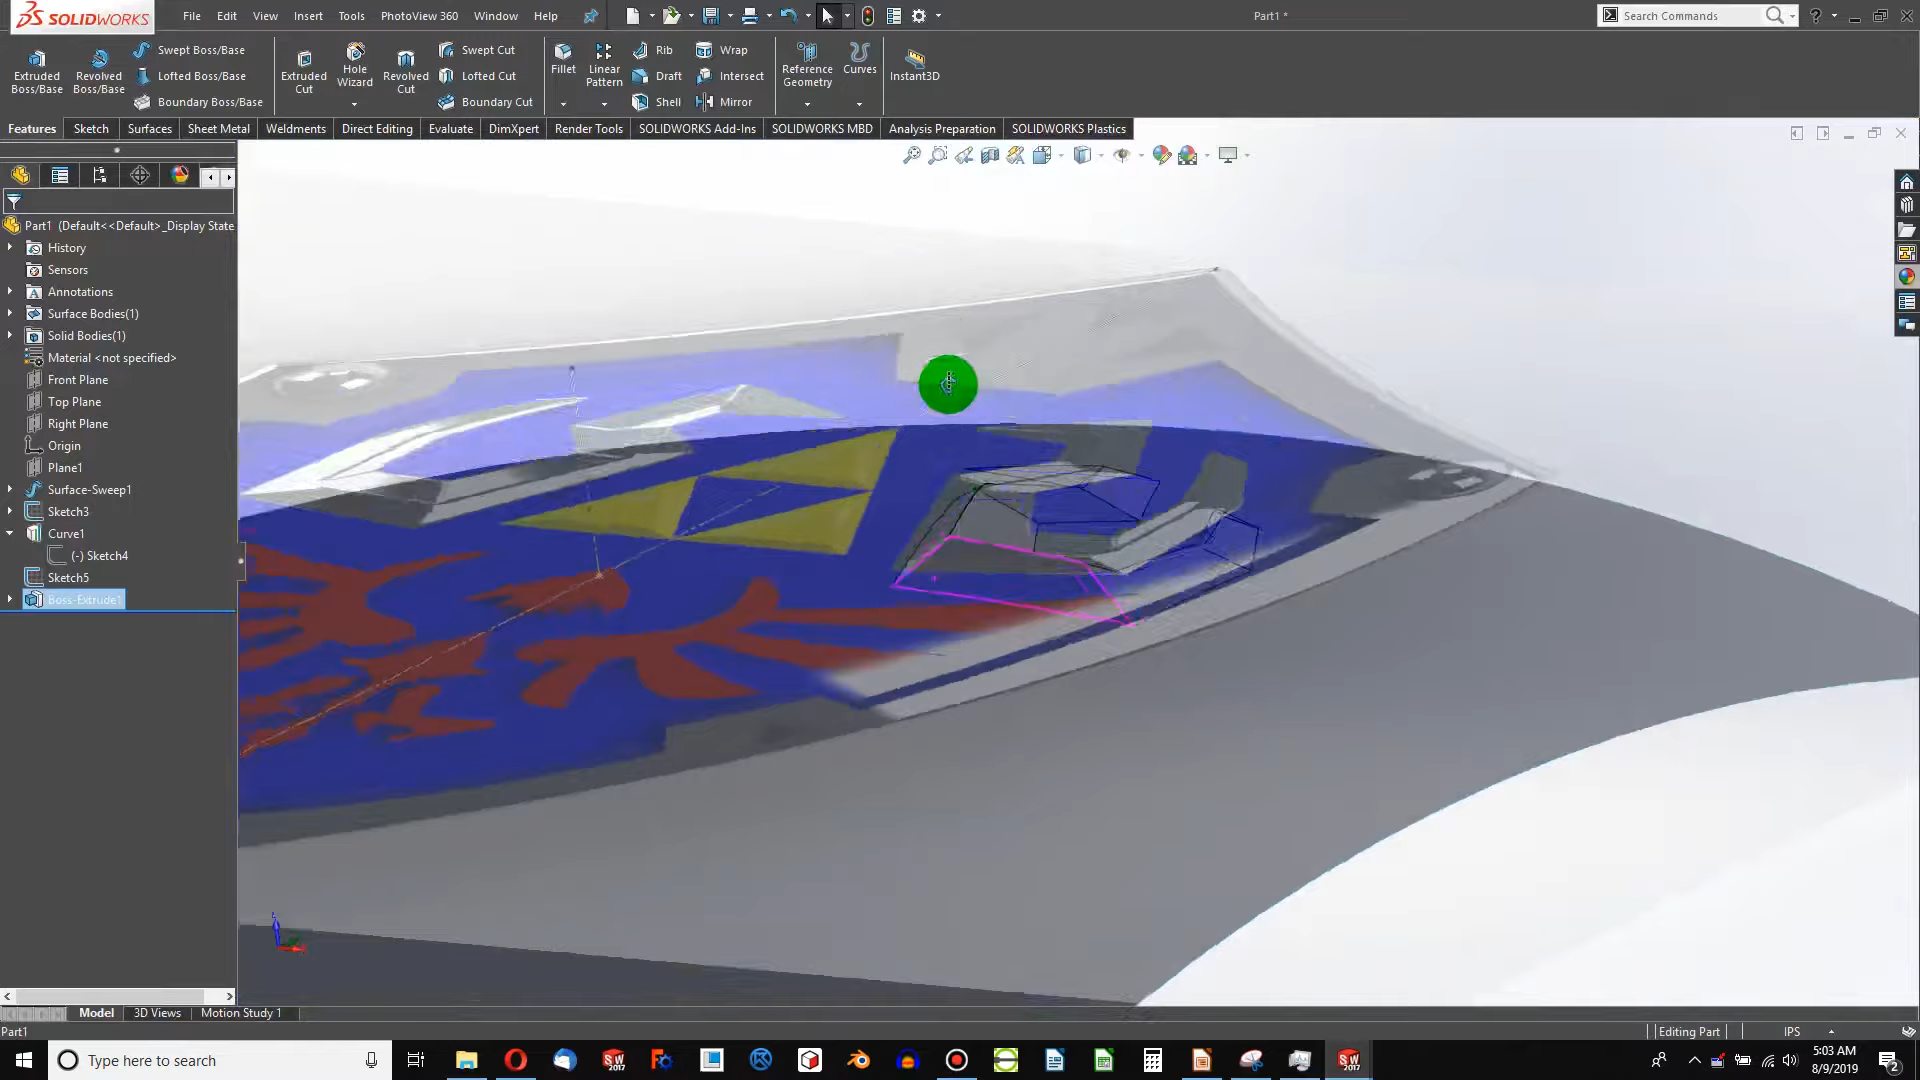 SOLIDWORKS
File Edit View Insert Tools PhotoView 360 Window Help
Part1 *
Search Commands
Extruded Boss/Base
Revolved Boss/Base
Swept Boss/Base
Lofted Boss/Base
Boundary Boss/Base
Extruded Cut
Hole Wizard
Revolved Cut
Swept Cut
Lofted Cut
Boundary Cut
Fillet
Linear Pattern
Rib
Draft
Shell
Wrap
Intersect
Mirror
Reference Geometry
Curves
Instant3D
Features Sketch Surfaces Sheet Metal Weldments Direct Editing Evaluate DimXpert Render Tools SOLIDWORKS Add-Ins SOLIDWORKS MBD Analysis Preparation SOLIDWORKS Plastics
Part1 (Default<<Default>_Display State
History
Sensors
Annotations
Surface Bodies(1)
Solid Bodies(1)
Material <not specified>
Front Plane
Top Plane
Right Plane
Origin
Plane1
Surface-Sweep1
Sketch3
Curve1
(-) Sketch4
Sketch5
Boss-Extrude1
Model 3D Views Motion Study 1
Part1
Editing Part
IPS
Type here to search
SW 2017
SW 2017
5:03 AM
8/9/2019
2